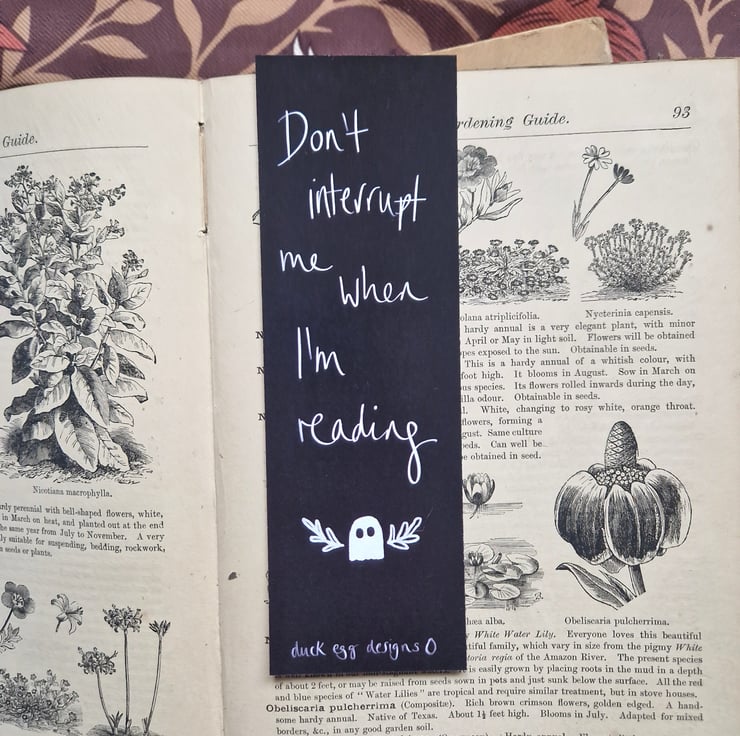 Guide.
rdening Guide.
93
Don't
interrupt
me
when
I'm
reading
duck egg designs
Nicotiana macrophylla.
rdy perennial with bell-shaped flowers, white,
in March on heat, and planted out at the end
he same year from July to November. A very
ly suitable for suspending, bedding, rockwork,
n seeds or plants.
olana atriplicifolia.
Nycterinia capensis.
hardy annual is a very elegant plant, with minor
April or May in light soil. Flowers will be obtained
pes exposed to the sun. Obtainable in seeds.
This is a hardy annual of a whitish colour, with
foot high. It blooms in August. Sow in March on
us species. Its flowers rolled inwards during the day,
illa odour. Obtainable in seeds.
l. White, changing to rosy white, orange throat.
flowers, forming a
gust. Same culture
eds. Can well be
e obtained in seed.
hea alba.
Obeliscaria pulcherrima.
White Water Lily. Everyone loves this beautiful
tiful family, which vary in size from the pigmy White
toria regia of the Amazon River. The present species
is easily grown by placing roots in the mud in a depth
of about 2 feet, or may be raised from seeds sown in pots and just sunk below the surface. All the red
and blue species of "Water Lilies" are tropical and require similar treatment, but in stove houses.
Obeliscaria pulcherrima (Compositæ). Rich brown crimson flowers, golden edged. A hand-
some hardy annual. Native of Texas. About 1½ feet high. Blooms in July. Adapted for mixed
borders, &c., in any good garden soil.